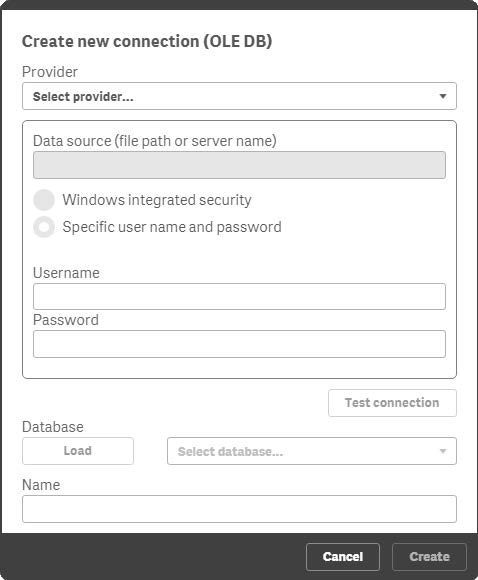 Create new connection (OLE DB)
Provider
Select provider...
Data source (file path or server name)
Windows integrated security
Specific user name and password
Username
Password
Test connection
Database
Load
Select database...
Name
Cancel
Create